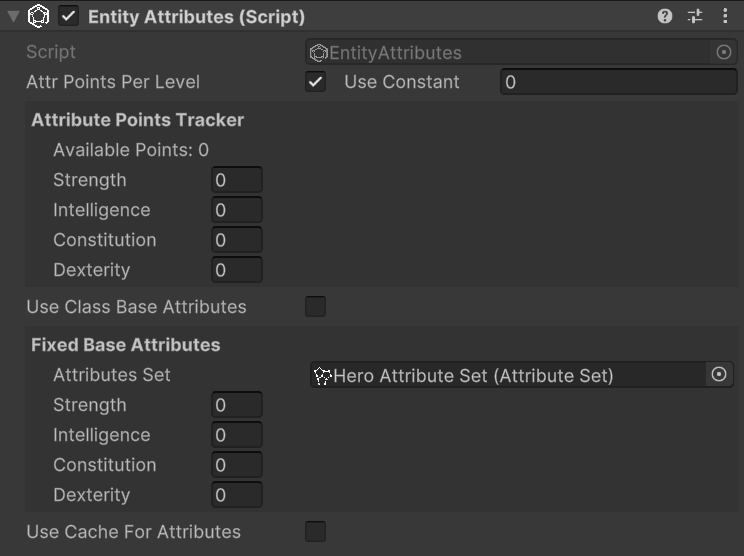 Entity Attributes (Script)
Script EntityAttributes
Attr Points Per Level Use Constant 0
Attribute Points Tracker
Available Points: 0
Strength 0
Intelligence 0
Constitution 0
Dexterity 0
Use Class Base Attributes
Fixed Base Attributes
Attributes Set Hero Attribute Set (Attribute Set)
Strength 0
Intelligence 0
Constitution 0
Dexterity 0
Use Cache For Attributes